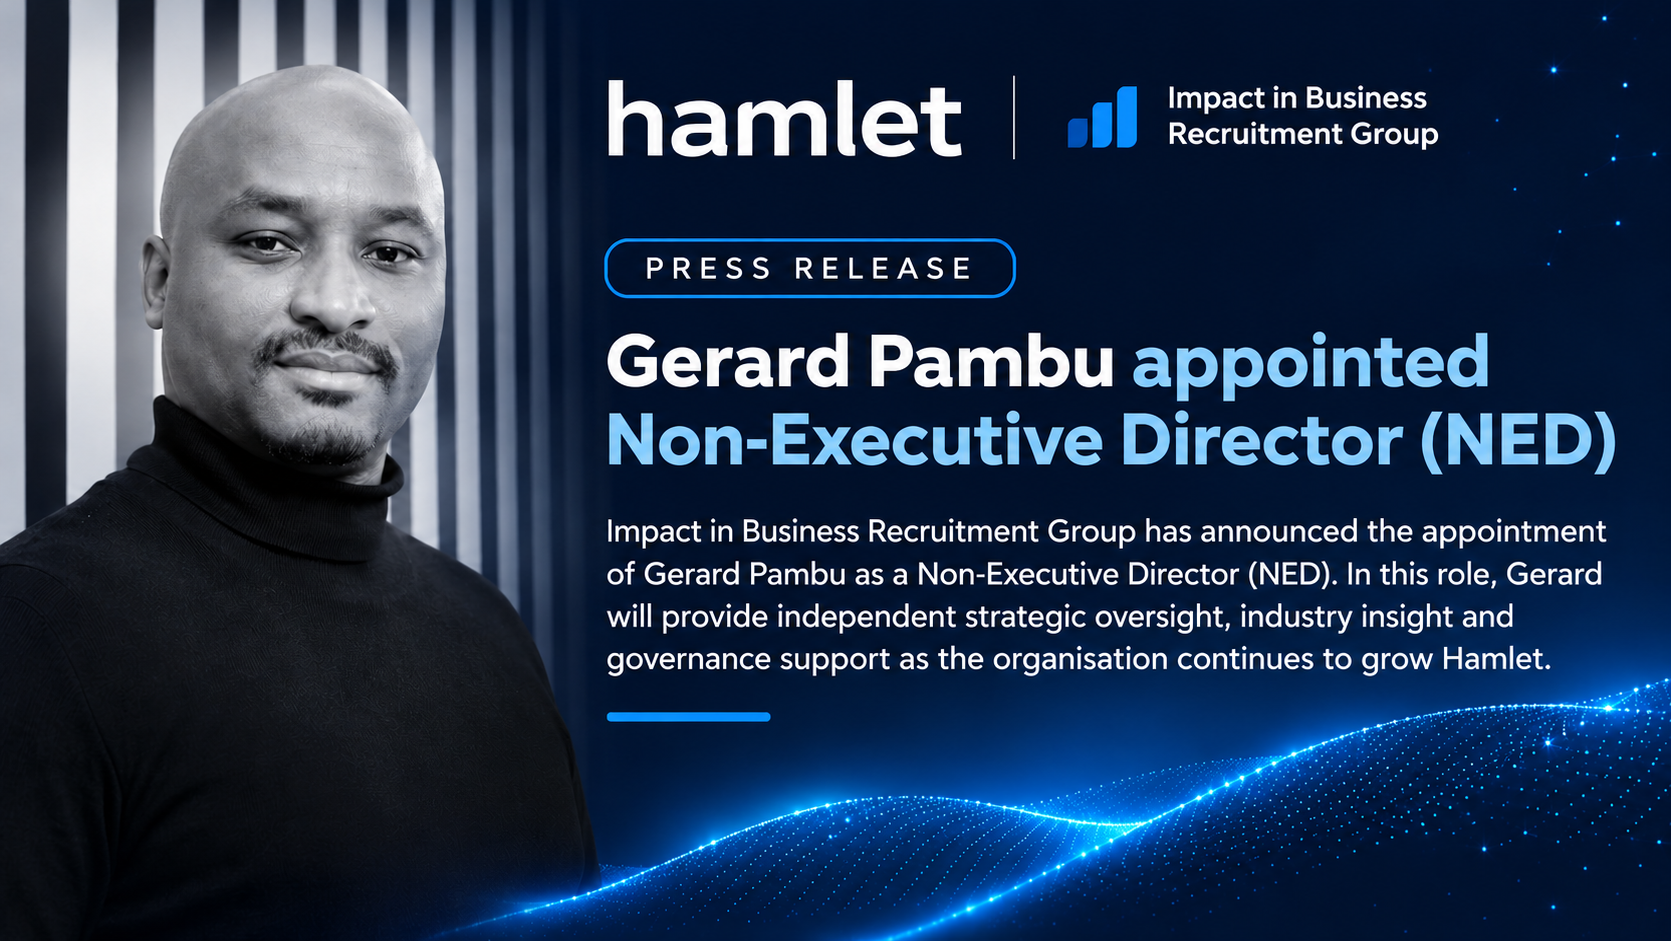 hamlet
Impact in Business
Recruitment Group
PRESS RELEASE
Gerard Pambu appointed
Non-Executive Director (NED)
Impact in Business Recruitment Group has announced the appointment
of Gerard Pambu as a Non-Executive Director (NED). In this role, Gerard
will provide independent strategic oversight, industry insight and
governance support as the organisation continues to grow Hamlet.